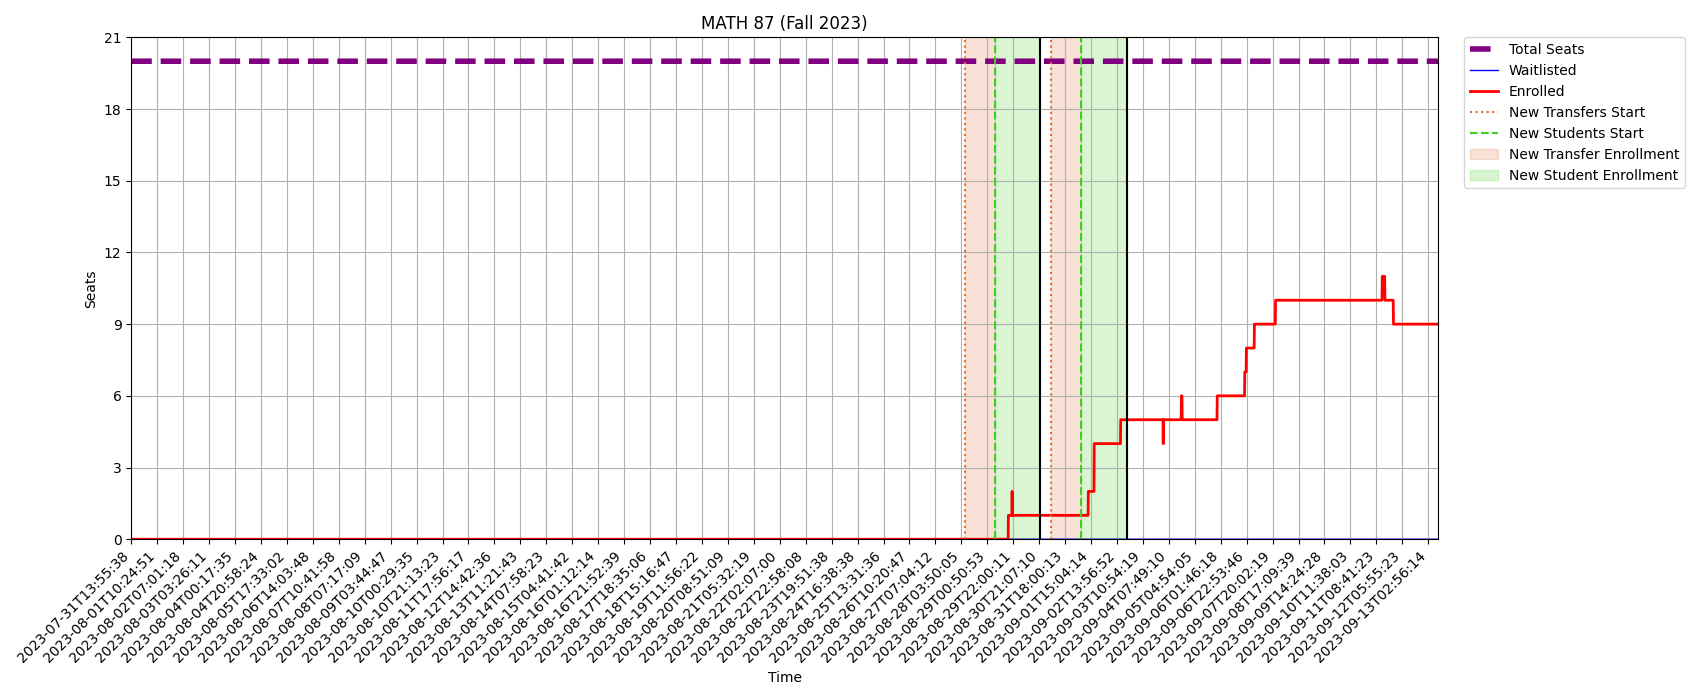 MATH 87 (Fall 2023)
21
18
15
12
9
6
3
0
Seats
2023-07-31T13:55:38
2023-08-01T10:24:51
2023-08-02T07:01:18
2023-08-03T03:26:11
2023-08-04T00:17:35
2023-08-04T20:58:24
2023-08-05T17:33:02
2023-08-06T14:03:48
2023-08-07T10:41:58
2023-08-08T07:17:09
2023-08-09T03:44:47
2023-08-10T00:29:35
2023-08-10T21:13:23
2023-08-11T17:56:17
2023-08-12T14:42:36
2023-08-13T11:21:43
2023-08-14T07:58:23
2023-08-15T04:41:42
2023-08-16T01:12:14
2023-08-16T21:52:39
2023-08-17T18:35:06
2023-08-18T15:16:47
2023-08-19T11:56:22
2023-08-20T08:51:09
2023-08-21T05:32:19
2023-08-22T02:07:00
2023-08-22T22:58:08
2023-08-23T19:51:38
2023-08-24T16:38:38
2023-08-25T13:31:36
2023-08-26T10:20:47
2023-08-27T07:04:12
2023-08-28T03:50:05
2023-08-29T00:50:53
2023-08-29T22:00:11
2023-08-30T21:07:10
2023-08-31T18:00:13
2023-09-01T15:04:14
2023-09-02T13:56:52
2023-09-03T10:54:19
2023-09-04T07:49:10
2023-09-05T04:54:05
2023-09-06T01:46:18
2023-09-06T22:53:46
2023-09-07T20:02:19
2023-09-08T17:09:39
2023-09-09T14:24:28
2023-09-10T11:38:03
2023-09-11T08:41:23
2023-09-12T05:55:23
2023-09-13T02:56:14
Time
Total Seats
Waitlisted
Enrolled
New Transfers Start
New Students Start
New Transfer Enrollment
New Student Enrollment